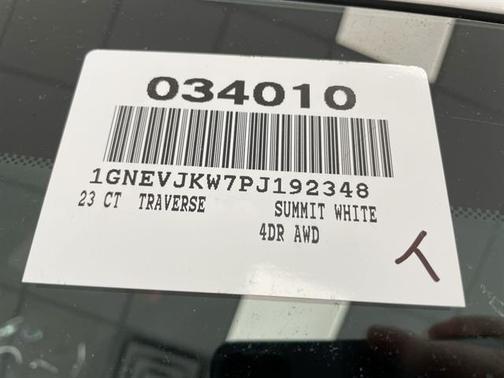 034010
1GNEVJKW7PJ192348
23 CT TRAVERSE SUMMIT WHITE
4DR AWD
T